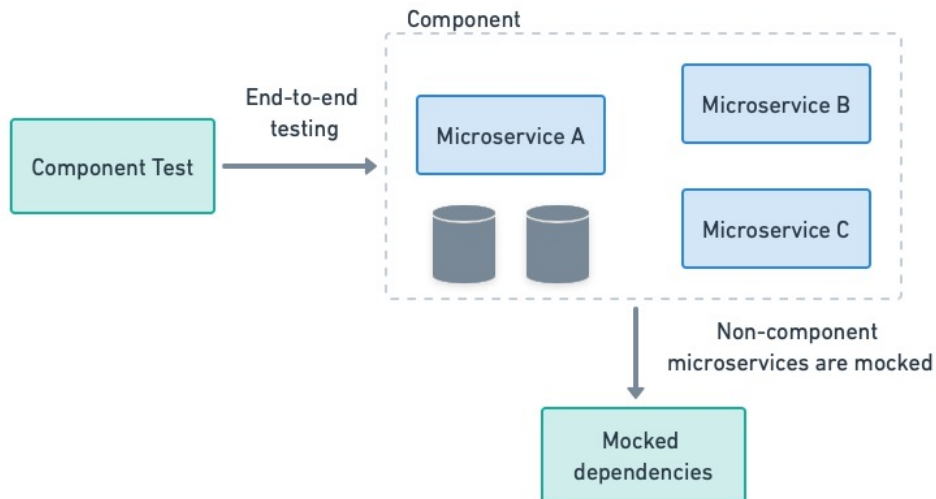 Component
End-to-end
testing
Component Test
Microservice A
Microservice B
Microservice C
Non-component
microservices are mocked
Mocked
dependencies